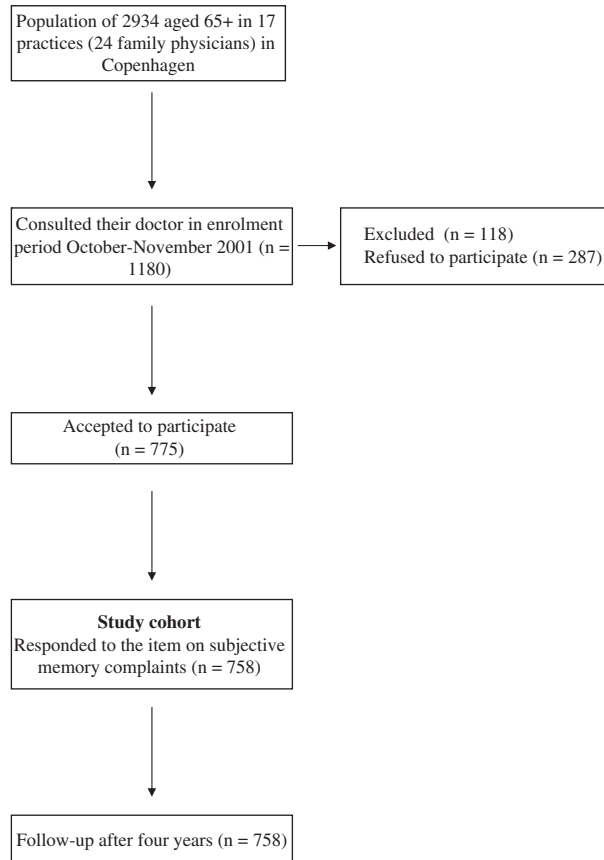 Population of 2934 aged 65+ in 17
practices (24 family physicians) in
Copenhagen
Consulted their doctor in enrolment
period October-November 2001 (n =
1180)
Excluded (n = 118)
Refused to participate (n = 287)
Accepted to participate
(n = 775)
Study cohort
Responded to the item on subjective
memory complaints (n = 758)
Follow-up after four years (n = 758)